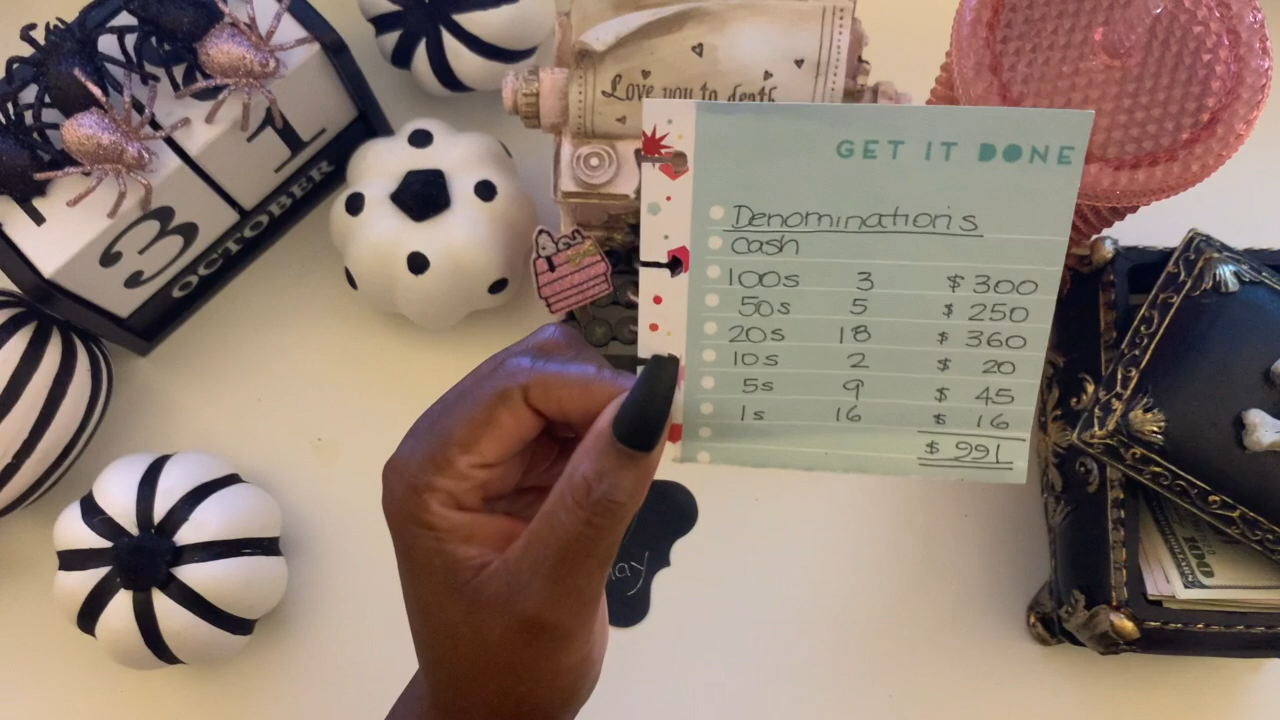 31
OCTOBER
Love you to death
GET IT DONE
Denominations
Cash
100s 3 $ 300
50s 5 $ 250
20s 18 $ 360
10s 2 $ 20
5s 9 $ 45
1s 16 $ 16
$ 991
100